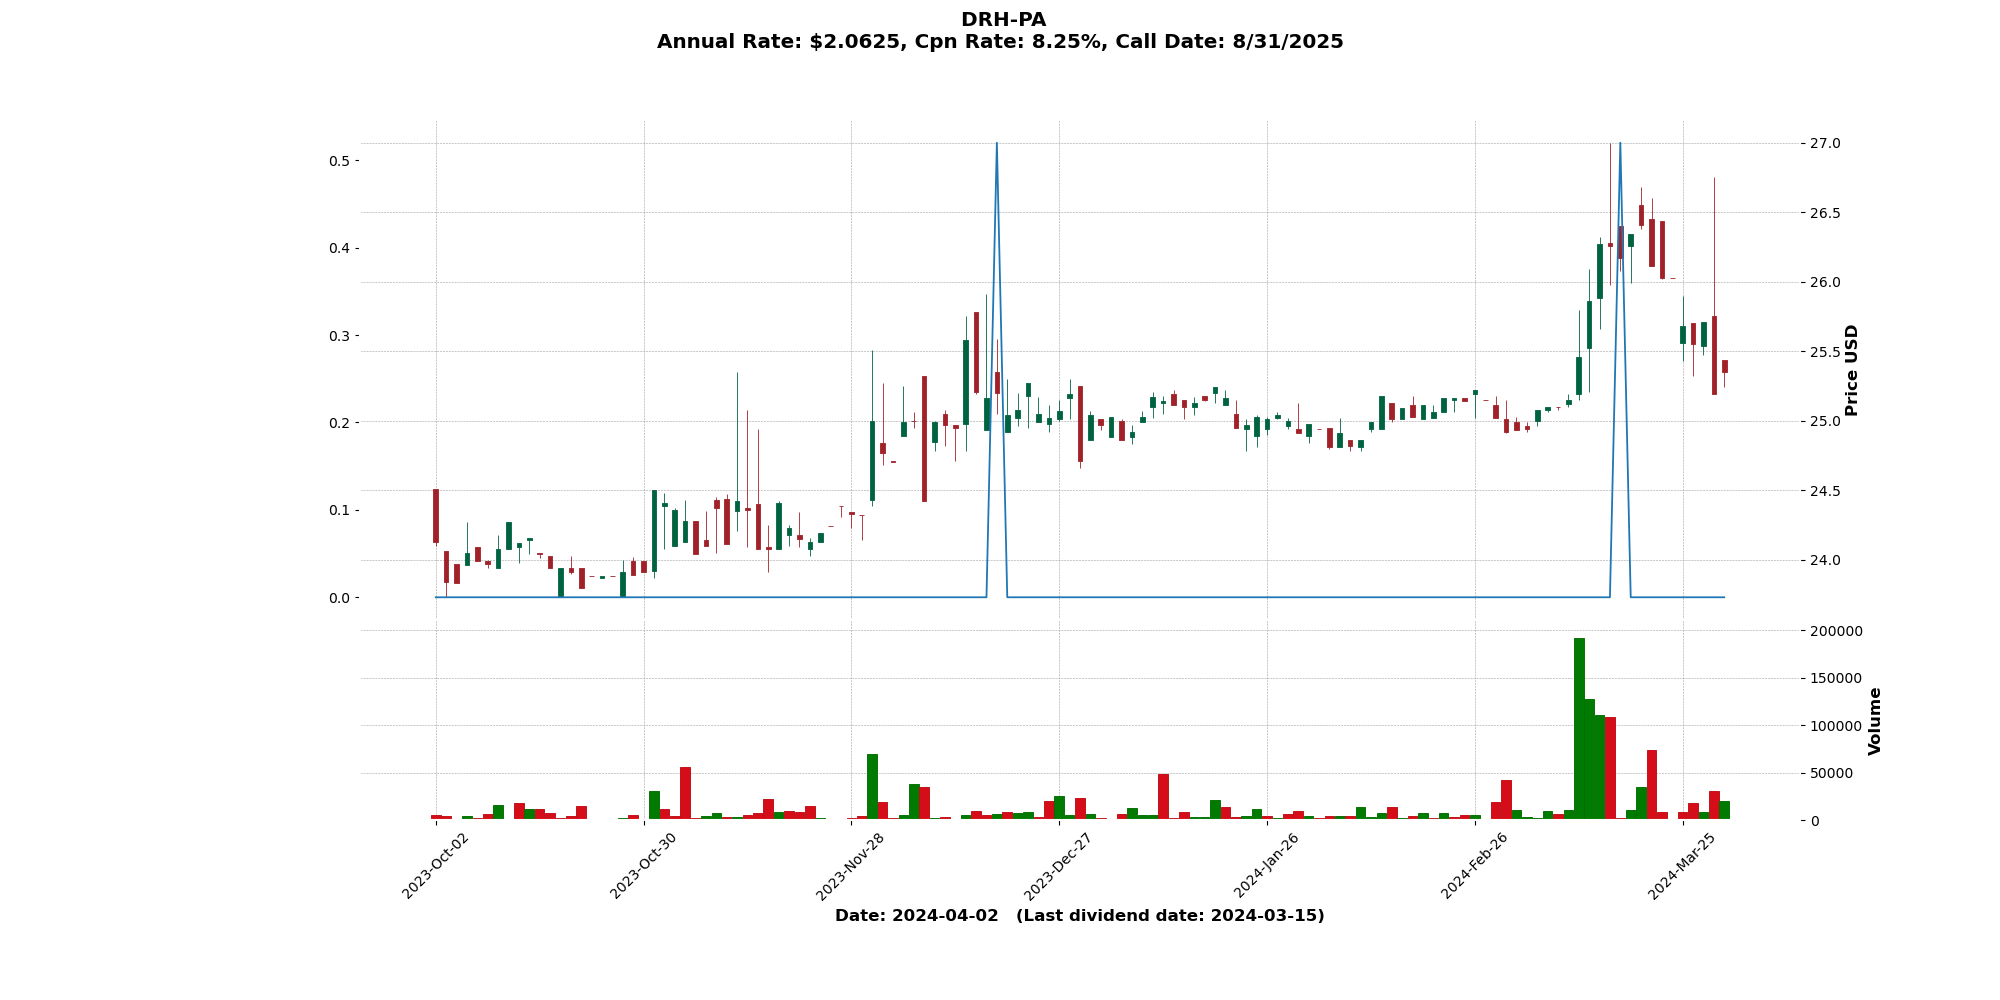 DRH-PA
Annual Rate: $2.0625, Cpn Rate: 8.25%, Call Date: 8/31/2025
0.5
0.4
0.3
0.2
0.1
0.0
27.0
26.5
26.0
25.5
25.0
24.5
24.0
Price USD
200000
150000
100000
50000
0
Volume
2023-Oct-02
2023-Oct-30
2023-Nov-28
2023-Dec-27
2024-Jan-26
2024-Feb-26
2024-Mar-25
Date: 2024-04-02 (Last dividend date: 2024-03-15)